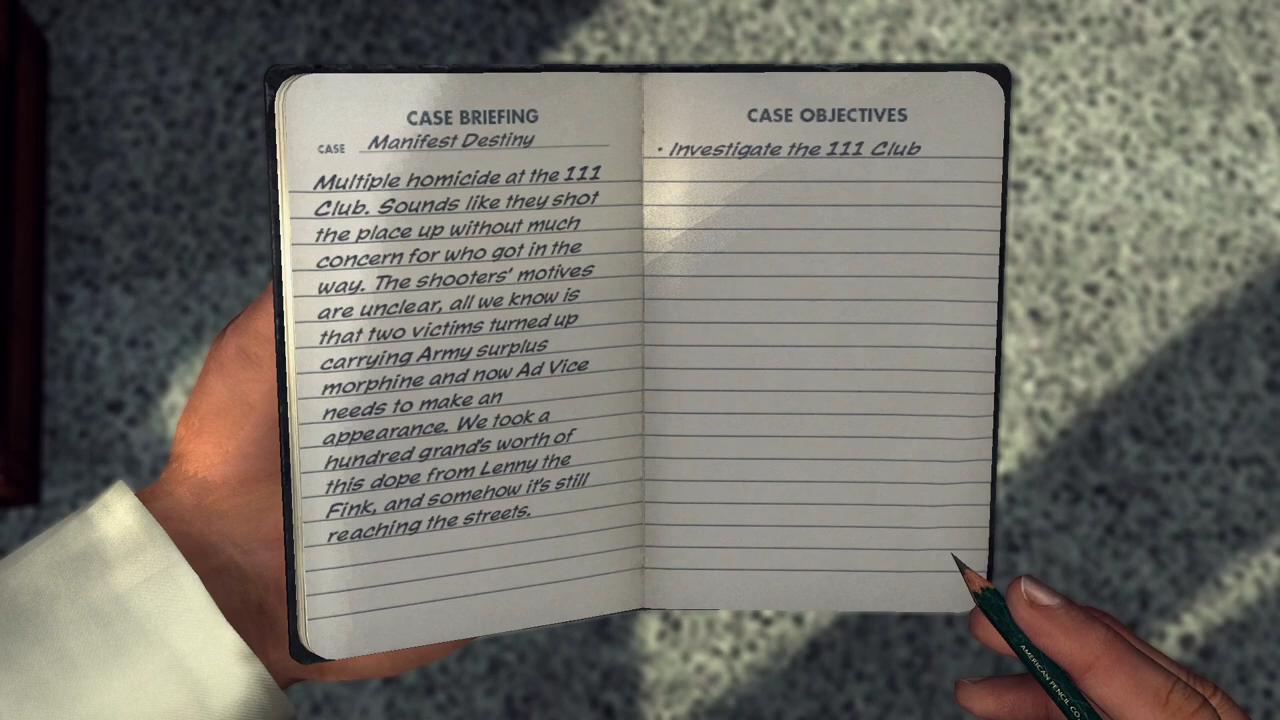 CASE BRIEFING
CASE Manifest Destiny
Multiple homicide at the 111
Club. Sounds like they shot
the place up without much
concern for who got in the
way. The shooters' motives
are unclear, all we know is
that two victims turned up
carrying Army surplus
morphine and now Ad Vice
needs to make an
appearance. We took a
hundred grand's worth of
this dope from Lenny the
Fink, and somehow it's still
reaching the streets.
CASE OBJECTIVES
• Investigate the 111 Club
AMERICAN PENCIL CO.